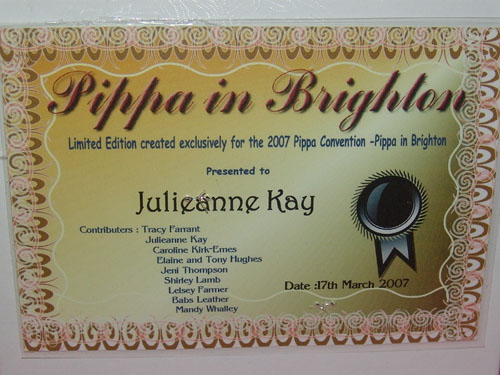 Pippa in Brighton
Limited Edition created exclusively for the 2007 Pippa Convention -Pippa in Brighton
Presented to
Julieanne Kay
Contributers : Tracy Farrant
Julieanne Kay
Caroline Kirk-Emes
Elaine and Tony Hughes
Jeni Thompson
Shirley Lamb
Lelsey Farmer
Babs Leather
Mandy Whalley
Date :17th March 2007